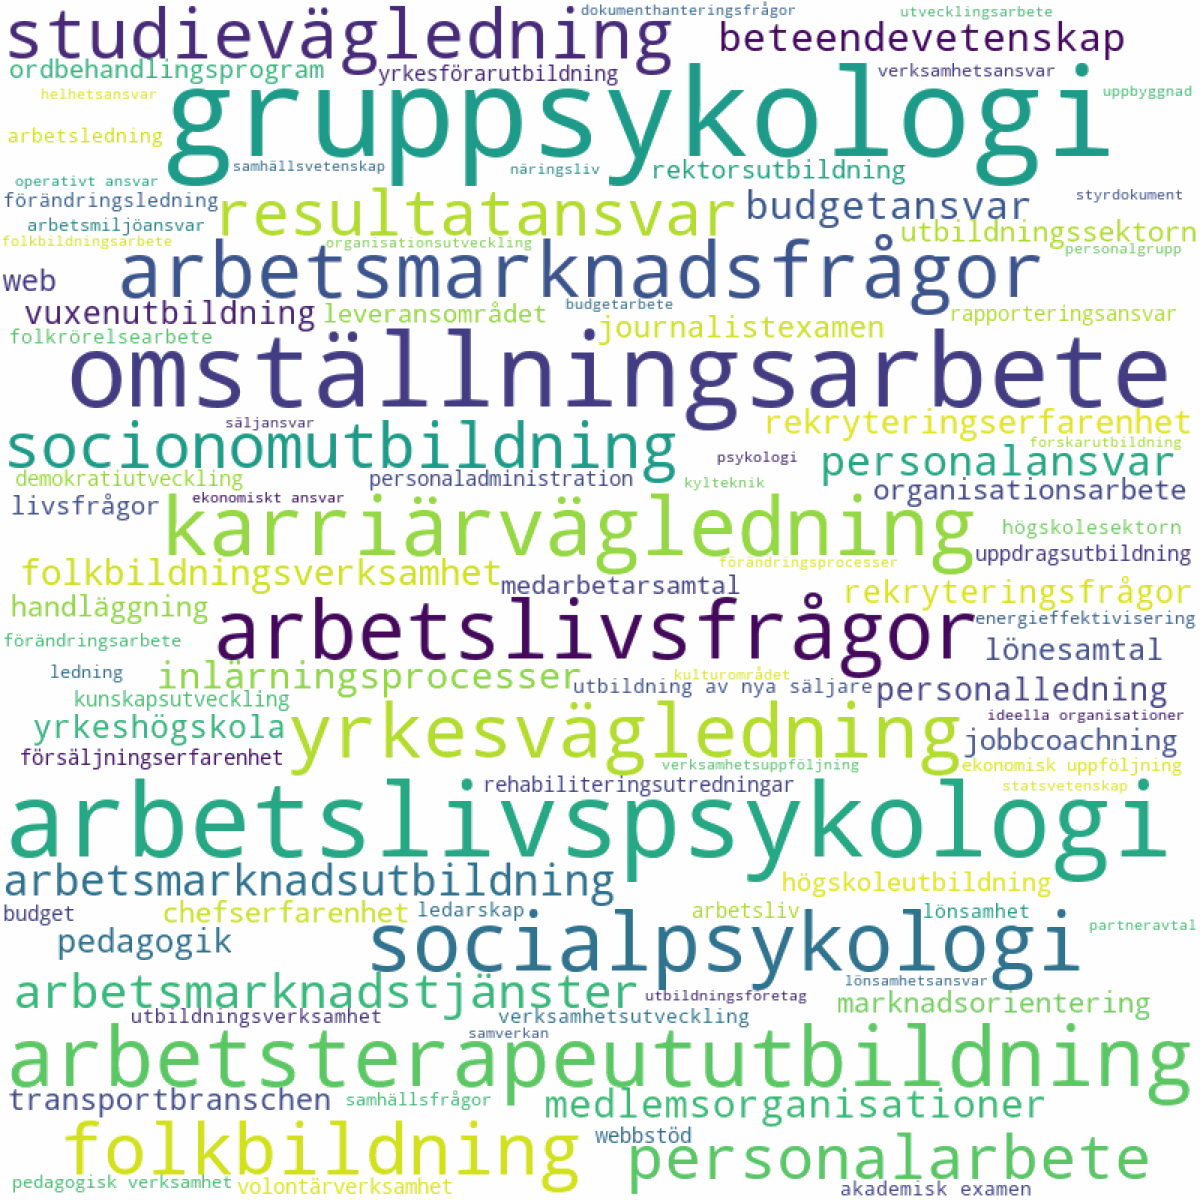 dokumenthanteringsfrågor
utvecklingsarbete
studievägledning
beteendevetenskap
ordbehandlingsprogram
yrkesförarutbildning
verksamhetsansvar
helhetsansvar
gruppsykologi
uppbyggnad
arbetsledning
samhällsvetenskap
näringsliv
rektorsutbildning
operativt ansvar
förändringsledning
resultatansvar
budgetansvar
styrdokument
arbetsmiljöansvar
utbildningssektorn
folkbildningsarbete
organisationsutveckling
personalgrupp
web
arbetsmarknadsfrågor
budgetarbete
vuxenutbildning
leveransområdet
journalistexamen
rapporteringsansvar
folkrörelsearbete
omställningsarbete
säljansvar
rekryteringserfarenhet
socionomutbildning
forskarutbildning
psykologi
personalansvar
demokratiutveckling
personaladministration
kylteknik
organisationsarbete
livsfrågor
ekonomiskt ansvar
karriärvägledning
högskolesektorn
uppdragsutbildning
folkbildningsverksamhet
förändringsprocesser
medarbetarsamtal
rekryteringsfrågor
handläggning
arbetslivsfrågor
energieffektivisering
förändringsarbete
lönesamtal
ledning
inlärningsprocesser
kulturområdet
utbildning av nya säljare
personalledning
kunskapsutveckling
yrkeshögskola
yrkesvägledning
ideella organisationer
jobbcoachning
försäljningserfarenhet
verksamhetsuppföljning
ekonomisk uppföljning
rehabiliteringsutredningar
statsvetenskap
arbetslivspsykologi
arbetsmarknadsutbildning
högskoleutbildning
budget
chefserfarenhet
ledarskap
arbetsliv
lönsamhet
partneravtal
pedagogik
socialpsykologi
arbetsmarknadstjänster
lönsamhetsansvar
utbildningsföretag
marknadsorientering
utbildningsverksamhet
verksamhetsutveckling
samverkan
arbetsterapeututbildning
transportbranschen
samhällsfrågor
medlemsorganisationer
folkbildning
webbstöd
personalarbete
pedagogisk verksamhet
volontärverksamhet
akademisk examen